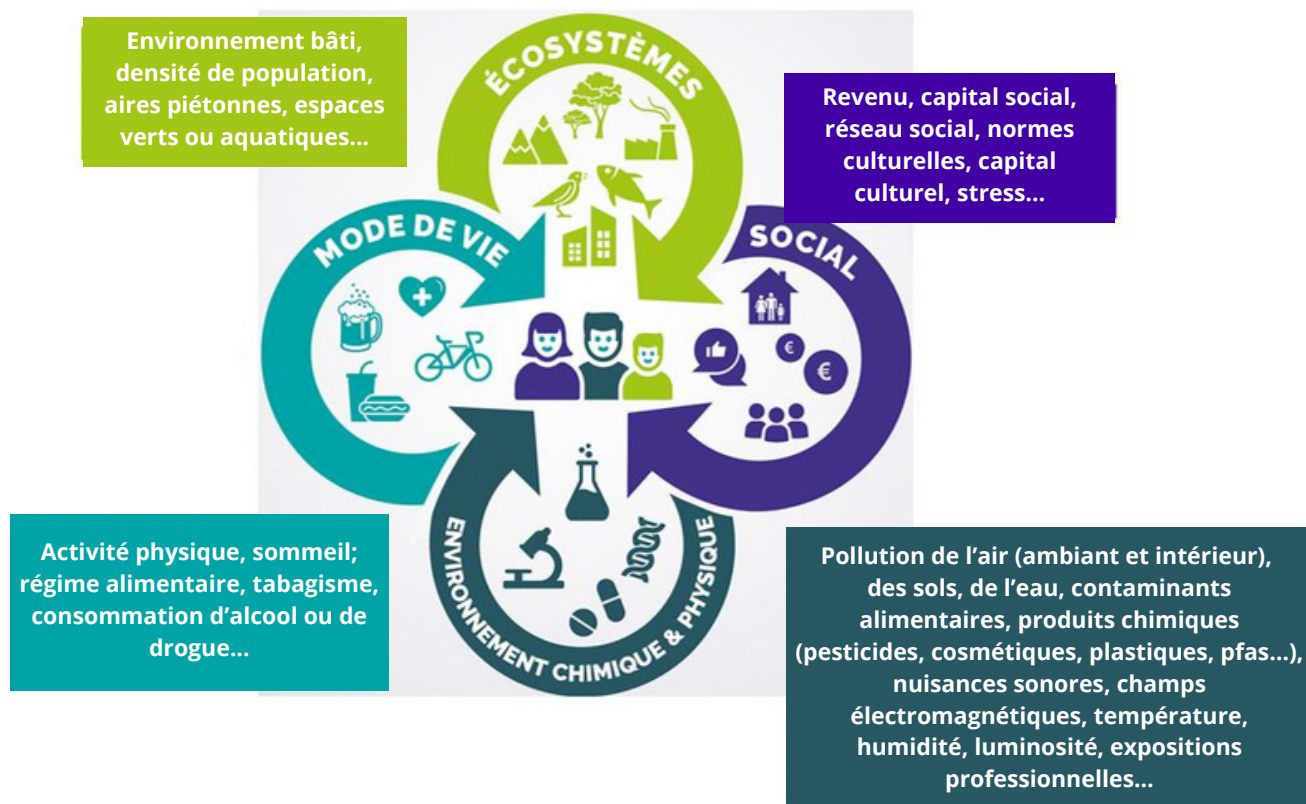 Environnement bâti,
densité de population,
aires piétonnes, espaces
verts ou aquatiques...
ÉCOSYSTÈMES
Revenu, capital social,
réseau social, normes
culturelles, capital
culturel, stress...
MODE DE VIE
SOCIAL
€
€
ENVIRONNEMENT CHIMIQUE & PHYSIQUE
Activité physique, sommeil;
régime alimentaire, tabagisme,
consommation d'alcool ou de
drogue...
Pollution de l'air (ambiant et intérieur),
des sols, de l'eau, contaminants
alimentaires, produits chimiques
(pesticides, cosmétiques, plastiques, pfas...),
nuisances sonores, champs
électromagnétiques, température,
humidité, luminosité, expositions
professionnelles...